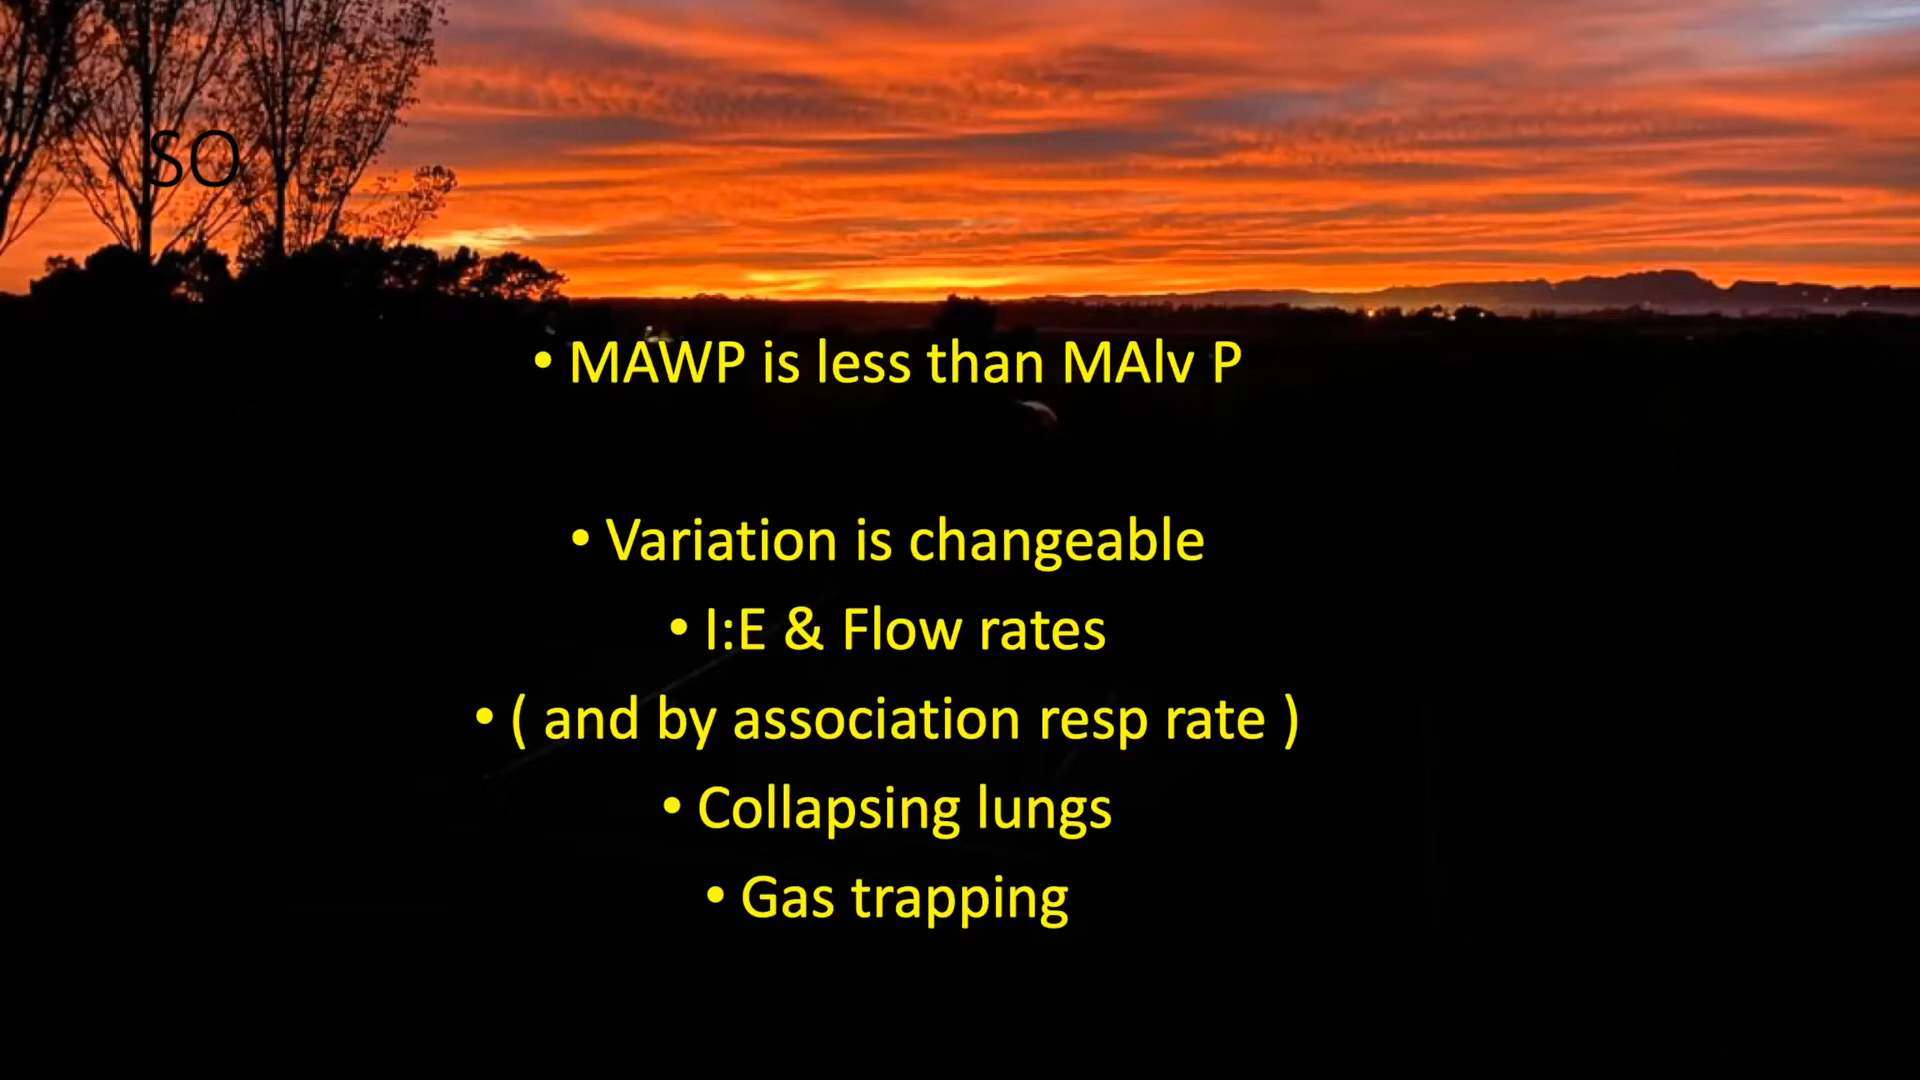 SO
• MAWP is less than MAlv P
• Variation is changeable
• I:E & Flow rates
• ( and by association resp rate )
• Collapsing lungs
• Gas trapping